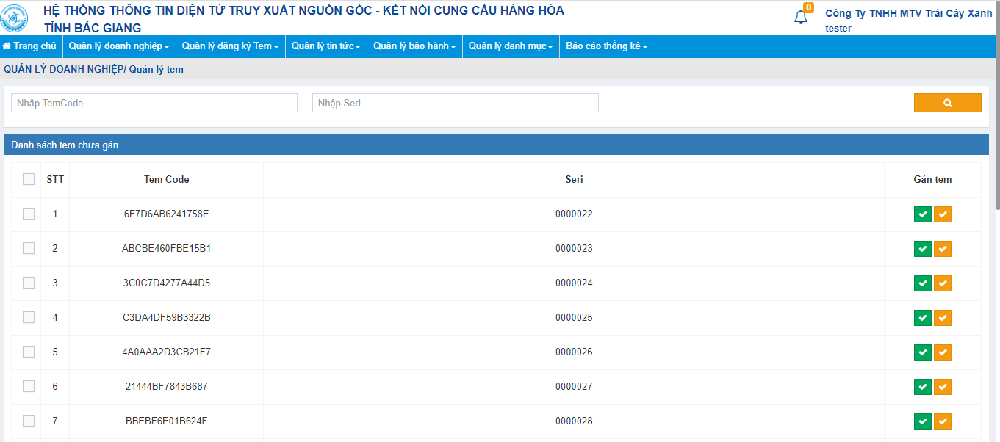 HỆ THỐNG THÔNG TIN ĐIỆN TỬ TRUY XUẤT NGUỒN GỐC - KẾT NỐI CUNG CẦU HÀNG HÓA
TỈNH BẮC GIANG
0
Công Ty TNHH MTV Trái Cây Xanh
tester
Trang chủ Quản lý doanh nghiệp Quản lý đăng ký Tem Quản lý tin tức Quản lý bảo hành Quản lý danh mục Báo cáo thống kê
QUẢN LÝ DOANH NGHIỆP/ Quản lý tem
Nhập TemCode... Nhập Seri...
Danh sách tem chưa gán
STT Tem Code Seri Gán tem
1 6F7D6AB6241758E 0000022
2 ABCBE460FBE15B1 0000023
3 3C0C7D4277A44D5 0000024
4 C3DA4DF59B3322B 0000025
5 4A0AAA2D3CB21F7 0000026
6 21444BF7843B687 0000027
7 BBEBF6E01B624F 0000028